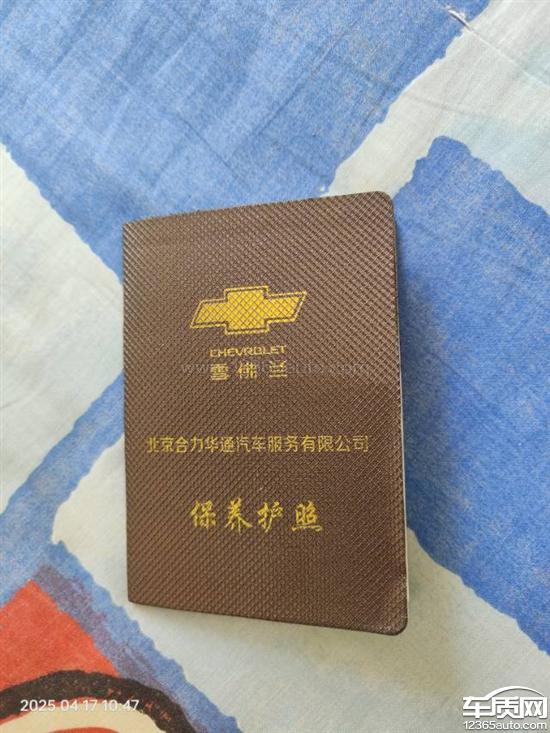 CHEVROLET
雪佛兰
北京合力华通汽车服务有限公司
保养护照
2025 04 17 10:47
车质网
12365auto.com